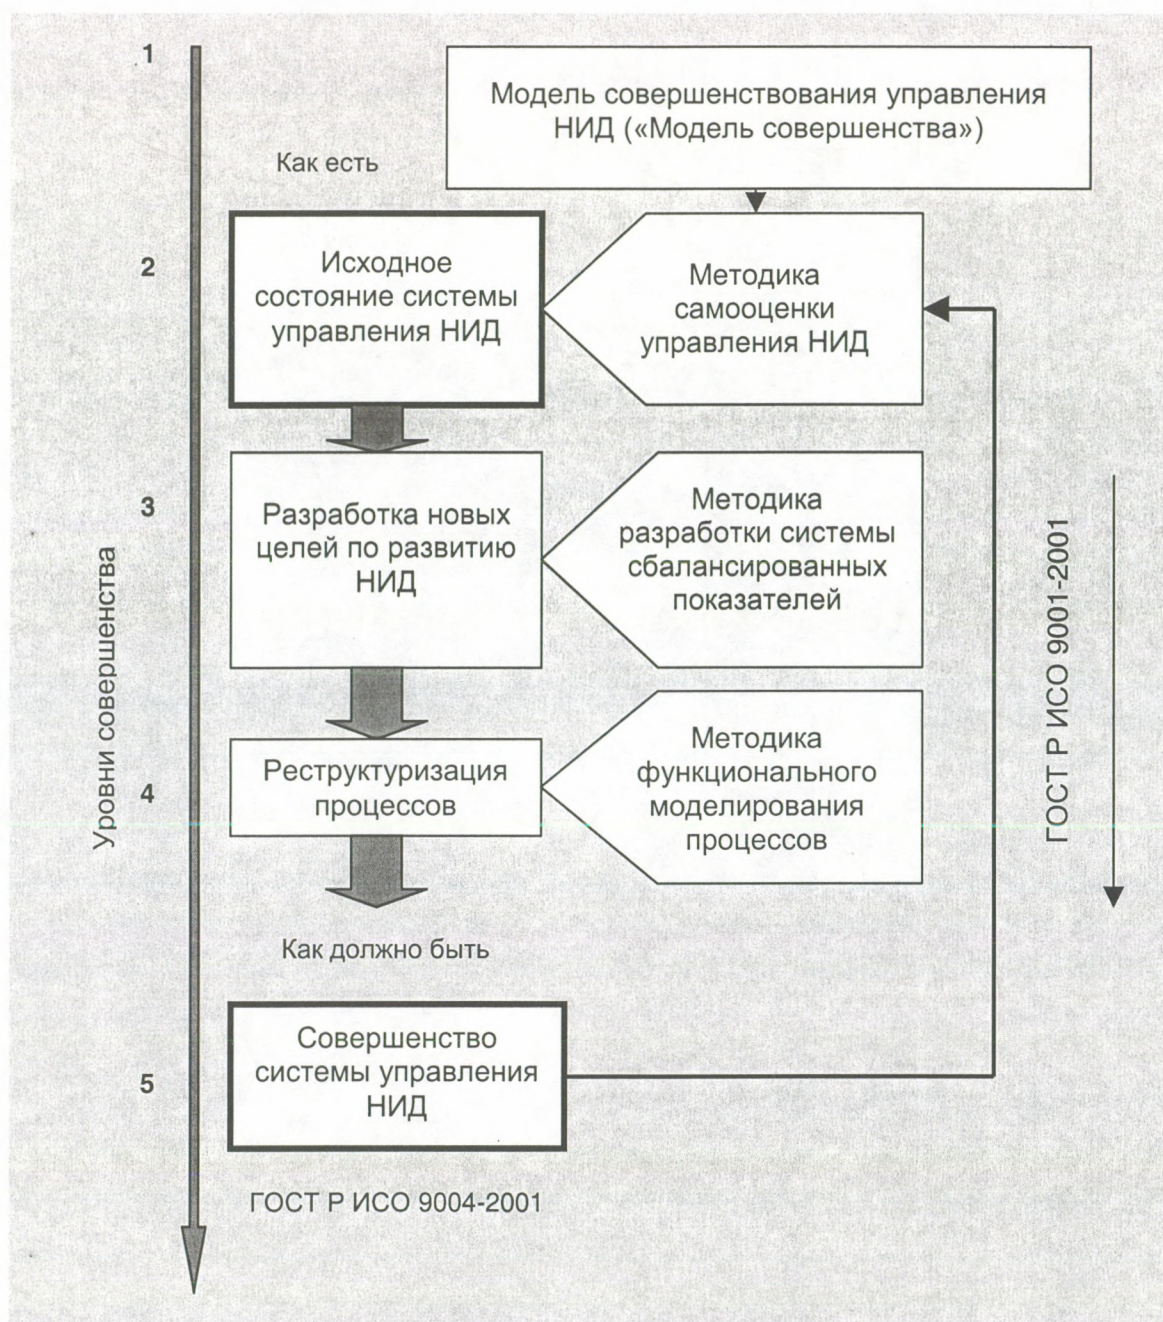 1
Модель совершенствования управления
НИД («Модель совершенства»)
Как есть
2
Исходное
состояние системы
управления НИД
Методика
самооценки
управления НИД
3
Разработка новых
целей по развитию
НИД
Методика
разработки системы
сбалансированных
показателей
ГОСТ Р ИСО 9001-2001
Уровни совершенства
4
Реструктуризация
процессов
Методика
функционального
моделирования
процессов
Как должно быть
5
Совершенство
системы управления
НИД
ГОСТ Р ИСО 9004-2001